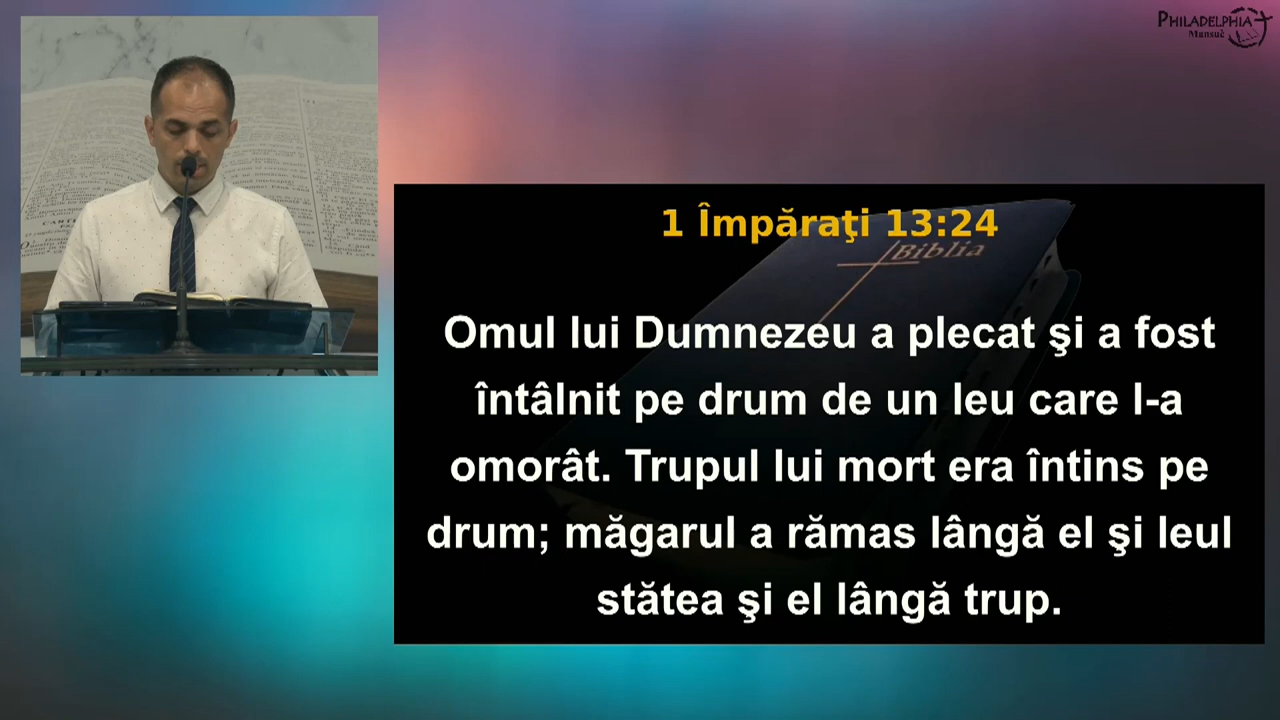 PHILADELPHIA
Mansuè
1 Împăraţi 13:24
Biblia
Omul lui Dumnezeu a plecat şi a fost
întâlnit pe drum de un leu care l-a
omorât. Trupul lui mort era întins pe
drum; măgarul a rămas lângă el şi leul
stătea şi el lângă trup.